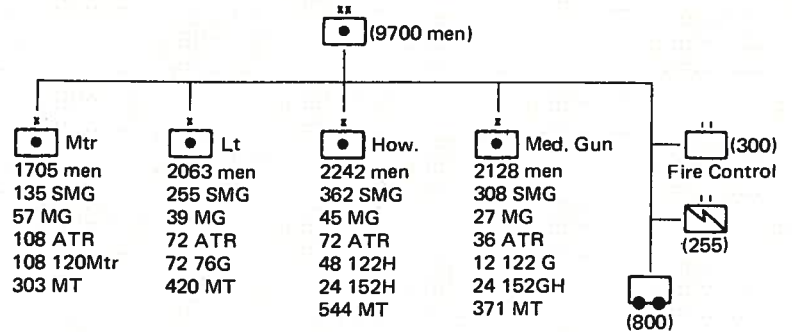 xx
(9700 men)
x
Mtr
1705 men
135 SMG
57 MG
108 ATR
108 120Mtr
303 MT
x
Lt
2063 men
255 SMG
39 MG
72 ATR
72 76G
420 MT
x
How.
2242 men
362 SMG
45 MG
72 ATR
48 122H
24 152H
544 MT
x
Med. Gun
2128 men
308 SMG
27 MG
36 ATR
12 122 G
24 152GH
371 MT
(300)
Fire Control
(255)
(800)